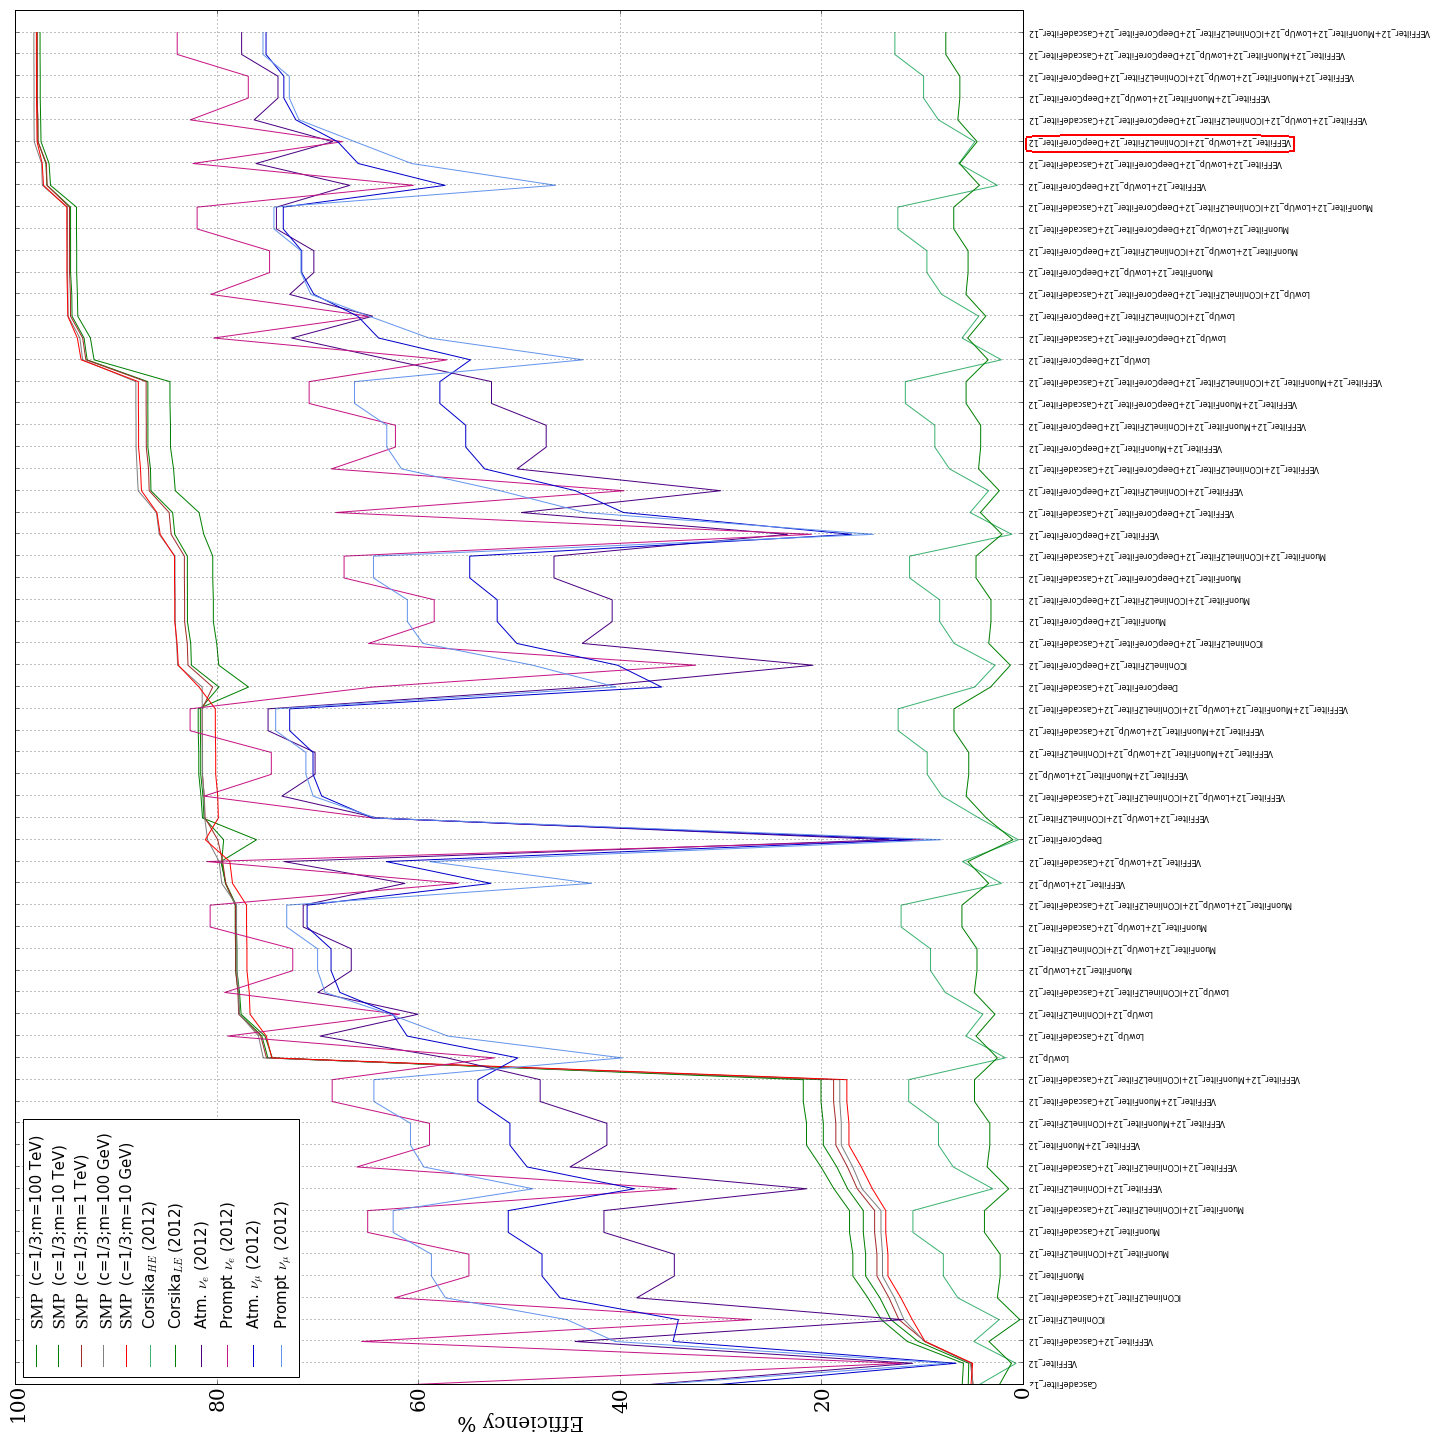 VEFFilter_12+MuonFilter_12+LowUp_12+ICOnlineL2Filter_12+DeepCoreFilter_12+CascadeFilter_12
VEFFilter_12+MuonFilter_12+LowUp_12+DeepCoreFilter_12+CascadeFilter_12
VEFFilter_12+MuonFilter_12+LowUp_12+ICOnlineL2Filter_12+DeepCoreFilter_12
VEFFilter_12+MuonFilter_12+LowUp_12+DeepCoreFilter_12
VEFFilter_12+LowUp_12+ICOnlineL2Filter_12+DeepCoreFilter_12+CascadeFilter_12
VEFFilter_12+LowUp_12+ICOnlineL2Filter_12+DeepCoreFilter_12
VEFFilter_12+LowUp_12+DeepCoreFilter_12+CascadeFilter_12
VEFFilter_12+LowUp_12+DeepCoreFilter_12
MuonFilter_12+LowUp_12+ICOnlineL2Filter_12+DeepCoreFilter_12+CascadeFilter_12
MuonFilter_12+LowUp_12+DeepCoreFilter_12+CascadeFilter_12
MuonFilter_12+LowUp_12+ICOnlineL2Filter_12+DeepCoreFilter_12
MuonFilter_12+LowUp_12+DeepCoreFilter_12
LowUp_12+ICOnlineL2Filter_12+DeepCoreFilter_12+CascadeFilter_12
LowUp_12+ICOnlineL2Filter_12+DeepCoreFilter_12
LowUp_12+DeepCoreFilter_12+CascadeFilter_12
LowUp_12+DeepCoreFilter_12
VEFFilter_12+MuonFilter_12+ICOnlineL2Filter_12+DeepCoreFilter_12+CascadeFilter_12
VEFFilter_12+MuonFilter_12+DeepCoreFilter_12+CascadeFilter_12
VEFFilter_12+MuonFilter_12+ICOnlineL2Filter_12+DeepCoreFilter_12
VEFFilter_12+MuonFilter_12+DeepCoreFilter_12
VEFFilter_12+ICOnlineL2Filter_12+DeepCoreFilter_12+CascadeFilter_12
VEFFilter_12+ICOnlineL2Filter_12+DeepCoreFilter_12
VEFFilter_12+DeepCoreFilter_12+CascadeFilter_12
VEFFilter_12+DeepCoreFilter_12
MuonFilter_12+ICOnlineL2Filter_12+DeepCoreFilter_12+CascadeFilter_12
MuonFilter_12+DeepCoreFilter_12+CascadeFilter_12
MuonFilter_12+ICOnlineL2Filter_12+DeepCoreFilter_12
MuonFilter_12+DeepCoreFilter_12
ICOnlineL2Filter_12+DeepCoreFilter_12+CascadeFilter_12
ICOnlineL2Filter_12+DeepCoreFilter_12
DeepCoreFilter_12+CascadeFilter_12
VEFFilter_12+MuonFilter_12+LowUp_12+ICOnlineL2Filter_12+CascadeFilter_12
VEFFilter_12+MuonFilter_12+LowUp_12+CascadeFilter_12
VEFFilter_12+MuonFilter_12+LowUp_12+ICOnlineL2Filter_12
VEFFilter_12+MuonFilter_12+LowUp_12
VEFFilter_12+LowUp_12+ICOnlineL2Filter_12+CascadeFilter_12
VEFFilter_12+LowUp_12+ICOnlineL2Filter_12
DeepCoreFilter_12
VEFFilter_12+LowUp_12+CascadeFilter_12
VEFFilter_12+LowUp_12
MuonFilter_12+LowUp_12+ICOnlineL2Filter_12+CascadeFilter_12
MuonFilter_12+LowUp_12+CascadeFilter_12
MuonFilter_12+LowUp_12+ICOnlineL2Filter_12
MuonFilter_12+LowUp_12
LowUp_12+ICOnlineL2Filter_12+CascadeFilter_12
LowUp_12+ICOnlineL2Filter_12
LowUp_12+CascadeFilter_12
LowUp_12
VEFFilter_12+MuonFilter_12+ICOnlineL2Filter_12+CascadeFilter_12
VEFFilter_12+MuonFilter_12+CascadeFilter_12
VEFFilter_12+MuonFilter_12+ICOnlineL2Filter_12
VEFFilter_12+MuonFilter_12
VEFFilter_12+ICOnlineL2Filter_12+CascadeFilter_12
VEFFilter_12+ICOnlineL2Filter_12
MuonFilter_12+ICOnlineL2Filter_12+CascadeFilter_12
MuonFilter_12+CascadeFilter_12
MuonFilter_12+ICOnlineL2Filter_12
MuonFilter_12
ICOnlineL2Filter_12+CascadeFilter_12
ICOnlineL2Filter_12
VEFFilter_12+CascadeFilter_12
VEFFilter_12
CascadeFilter_12
SMP (c=1/3;m=100 TeV)
SMP (c=1/3;m=10 TeV)
SMP (c=1/3;m=1 TeV)
SMP (c=1/3;m=100 GeV)
SMP (c=1/3;m=10 GeV)
Corsika_HE (2012)
Corsika_LE (2012)
Atm. ν_e (2012)
Prompt ν_e (2012)
Atm. ν_μ (2012)
Prompt ν_μ (2012)
100
80
60
40
20
0
Efficiency %